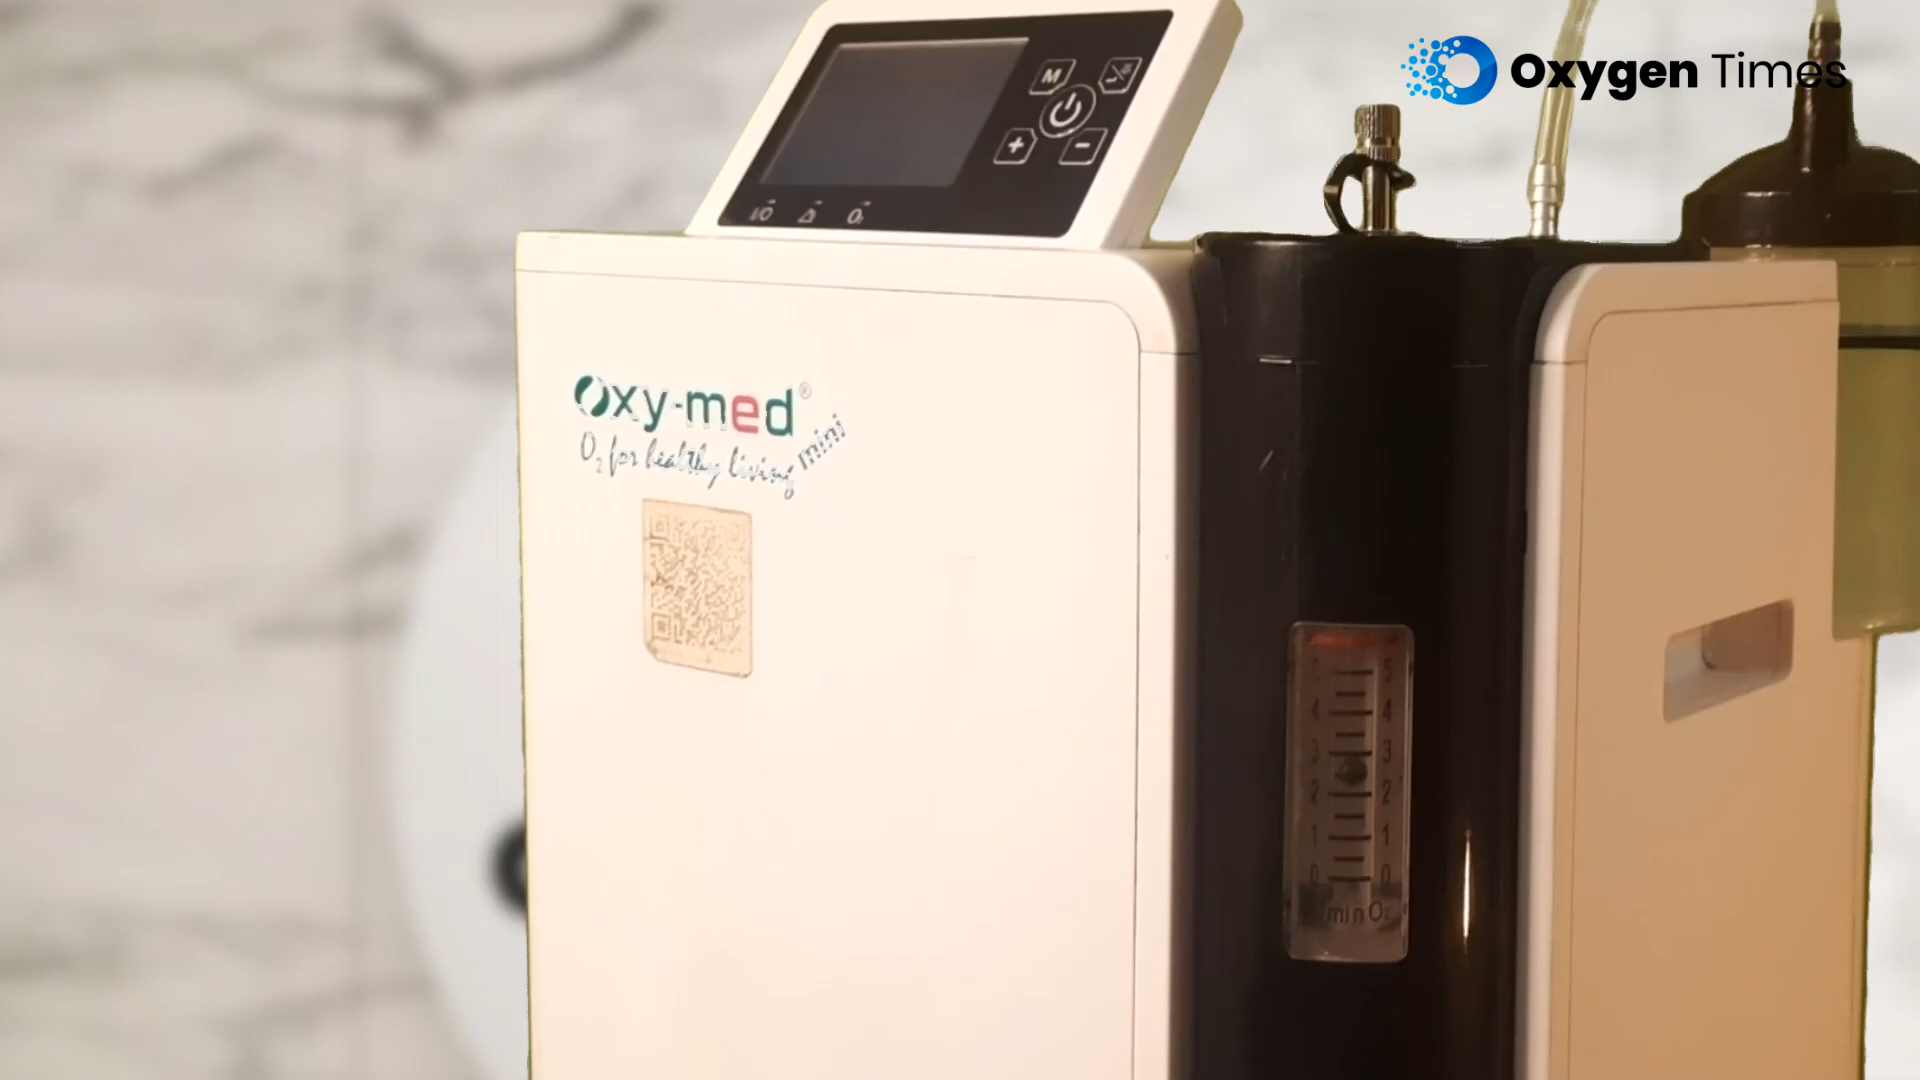 Oxygen Times
M
+
-
I/O
O₂
Oxy-med®
mini
O₂ for healthy living
5
4 4
3 3
2 2
1 1
0 0
min O₂